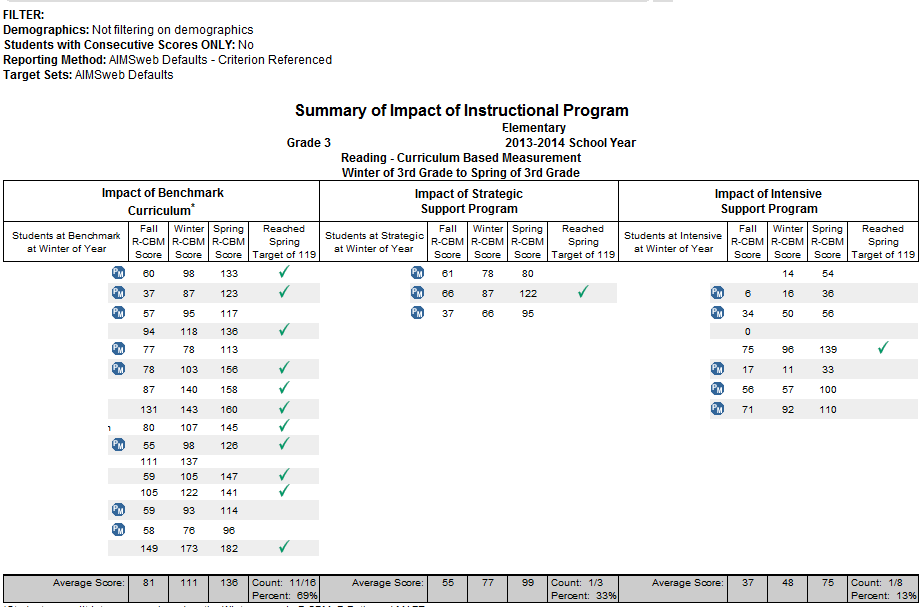 FILTER:
Demographics: Not filtering on demographics
Students with Consecutive Scores ONLY: No
Reporting Method: AIMSweb Defaults - Criterion Referenced
Target Sets: AIMSweb Defaults
Summary of Impact of Instructional Program
Elementary
Grade 3 2013-2014 School Year
Reading - Curriculum Based Measurement
Winter of 3rd Grade to Spring of 3rd Grade
Impact of Benchmark Curriculum* Impact of Strategic Support Program Impact of Intensive Support Program
Students at Benchmark at Winter of Year Fall R-CBM Score Winter R-CBM Score Spring R-CBM Score Reached Spring Target of 119 Students at Strategic at Winter of Year Fall R-CBM Score Winter R-CBM Score Spring R-CBM Score Reached Spring Target of 119 Students at Intensive at Winter of Year Fall R-CBM Score Winter R-CBM Score Spring R-CBM Score Reached Spring Target of 119
PM 60 98 133 ✓ PM 61 78 80 14 54
PM 37 87 123 ✓ PM 66 87 122 ✓ PM 6 16 36
PM 57 95 117 PM 37 66 95 PM 34 50 56
94 118 136 ✓ 0
PM 77 78 113 75 96 139 ✓
PM 78 103 156 ✓ PM 17 11 33
87 140 158 ✓ PM 56 57 100
131 143 160 ✓ PM 71 92 110
80 107 145 ✓
PM 55 98 126 ✓
111 137
59 105 147 ✓
105 122 141 ✓
PM 59 93 114
PM 58 76 96
149 173 182 ✓
Average Score: 81 111 136 Count: 11/16 Percent: 69% Average Score: 55 77 99 Count: 1/3 Percent: 33% Average Score: 37 48 75 Count: 1/8 Percent: 13%